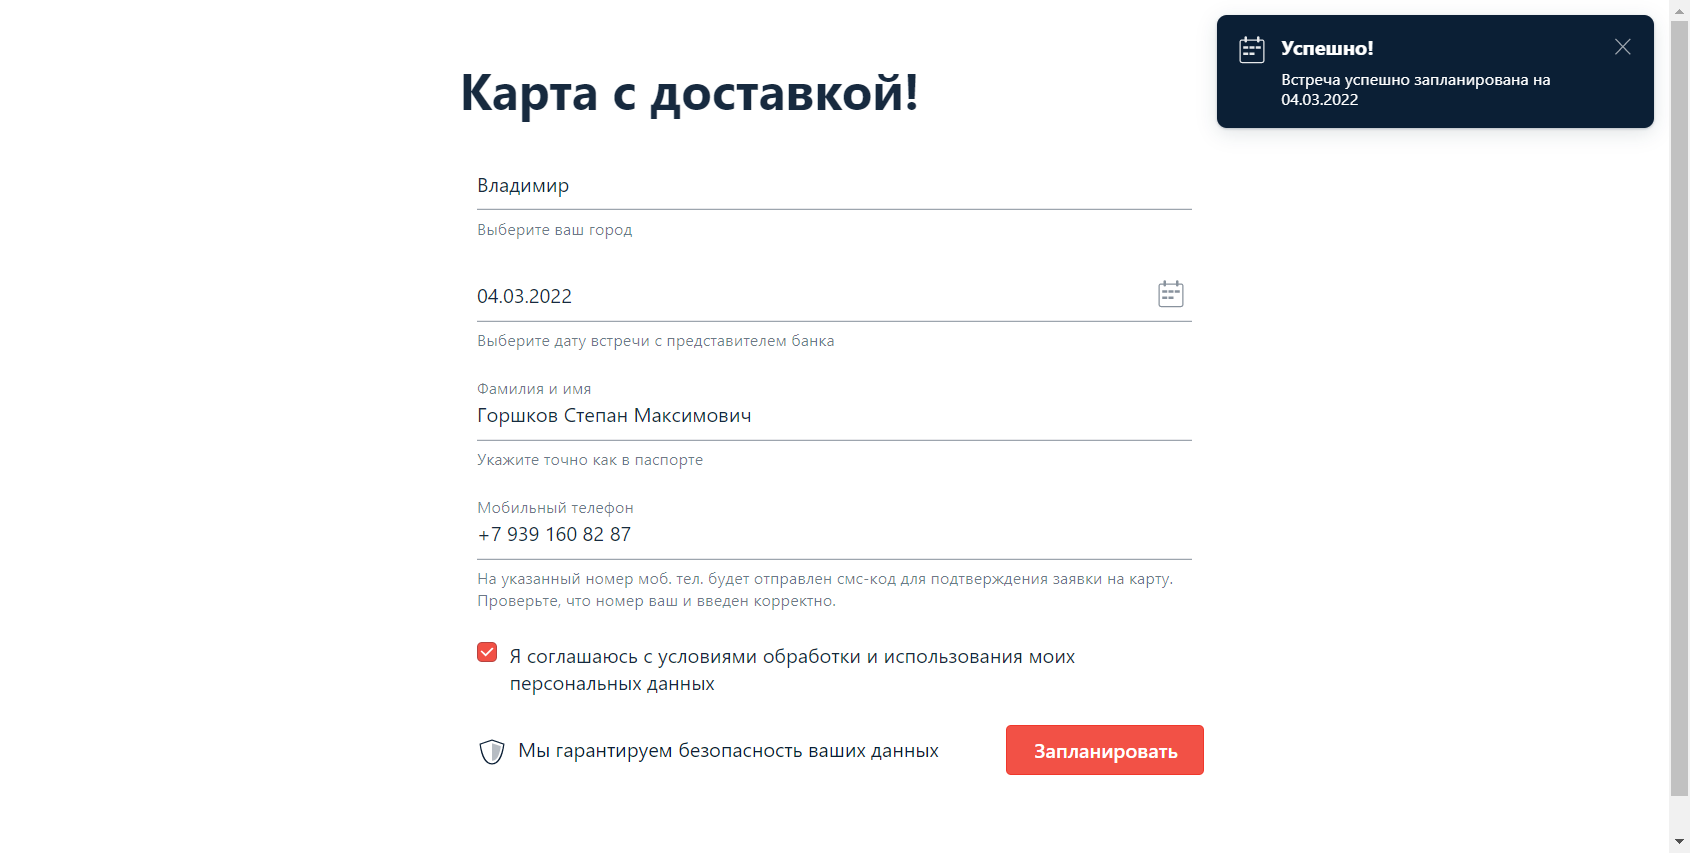 Карта с доставкой!
Успешно!
Встреча успешно запланирована на
04.03.2022
Владимир
Выберите ваш город
04.03.2022
Выберите дату встречи с представителем банка
Фамилия и имя
Горшков Степан Максимович
Укажите точно как в паспорте
Мобильный телефон
+7 939 160 82 87
На указанный номер моб. тел. будет отправлен смс-код для подтверждения заявки на карту.
Проверьте, что номер ваш и введен корректно.
Я соглашаюсь с условиями обработки и использования моих
персональных данных
Мы гарантируем безопасность ваших данных
Запланировать